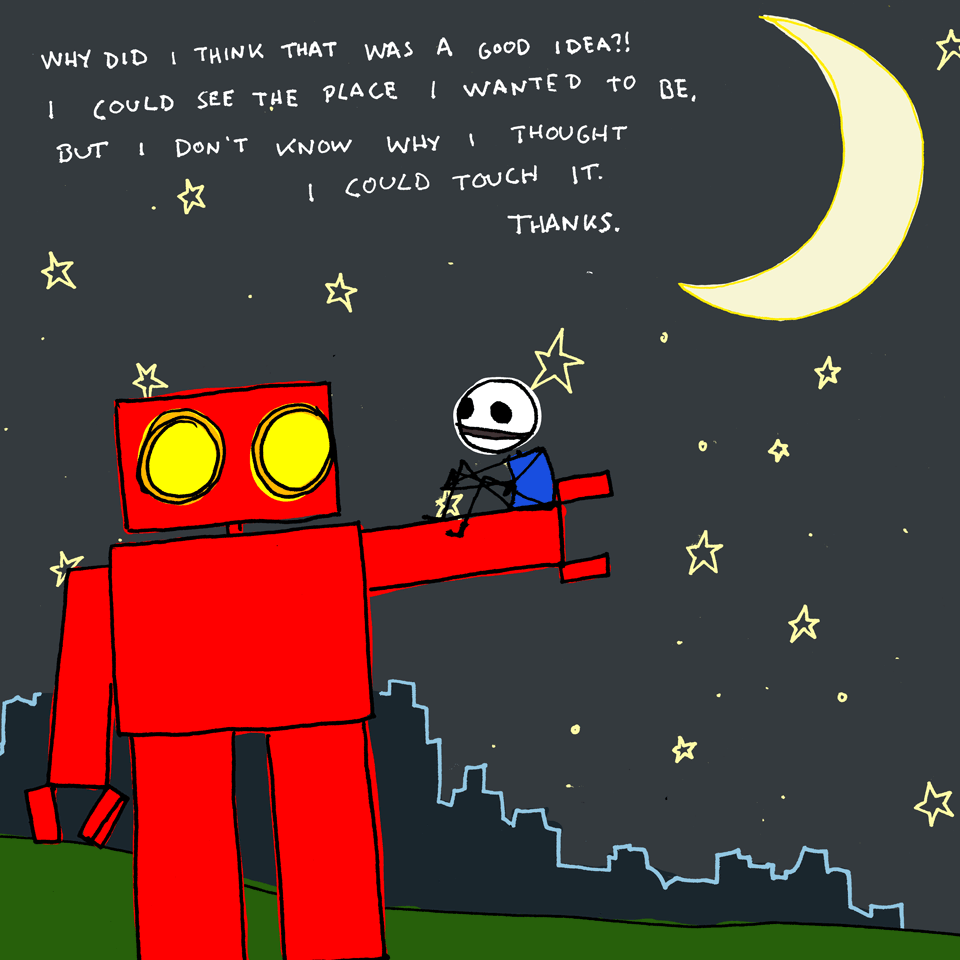 WHY DID I THINK THAT WAS A GOOD IDEA?!
I COULD SEE THE PLACE I WANTED TO BE,
BUT I DON'T KNOW WHY I THOUGHT
I COULD TOUCH IT.
THANKS.